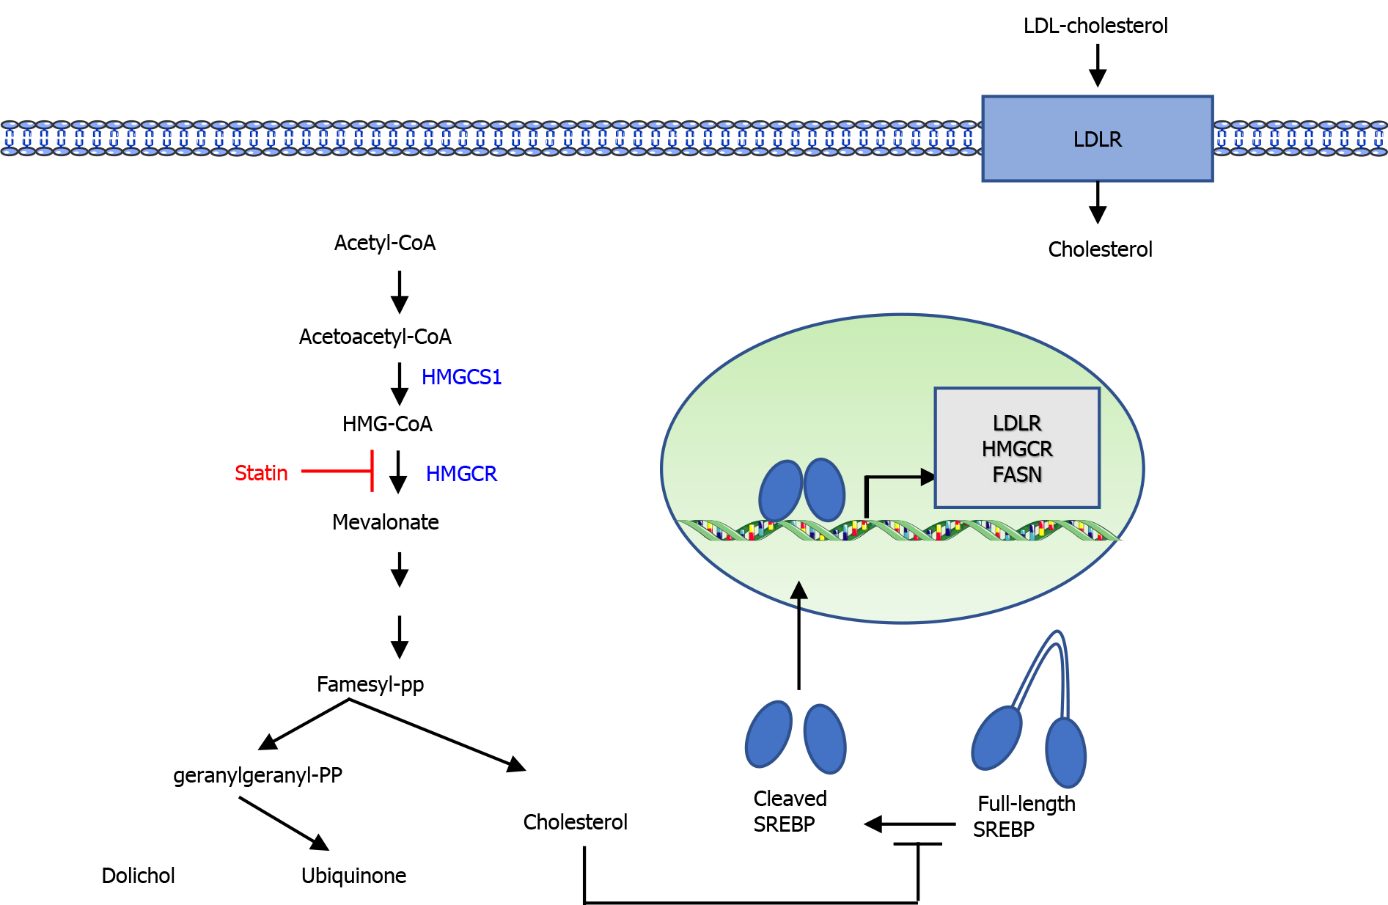 LDL-cholesterol
LDLR
Cholesterol
Acetyl-CoA
Acetoacetyl-CoA
HMGCS1
HMG-CoA
Statin
HMGCR
Mevalonate
Famesyl-pp
geranylgeranyl-PP
Cholesterol
Dolichol
Ubiquinone
LDLR
HMGCR
FASN
Cleaved
SREBP
Full-length
SREBP